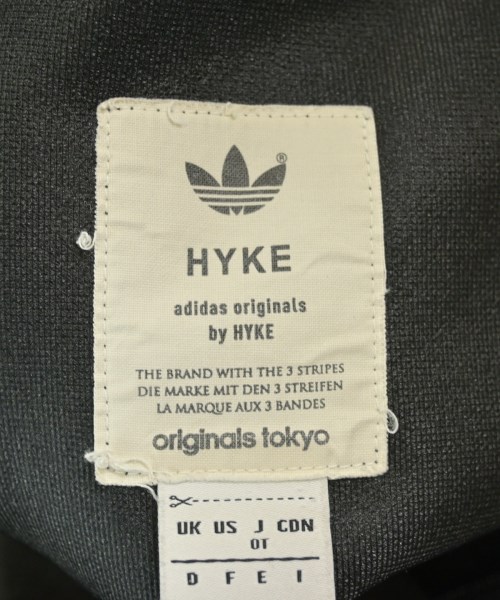 ®
HYKE
adidas originals
by HYKE
THE BRAND WITH THE 3 STRIPES
DIE MARKE MIT DEN 3 STREIFEN
LA MARQUE AUX 3 BANDES
originals tokyo
UK US J CDN
OT
D F E I